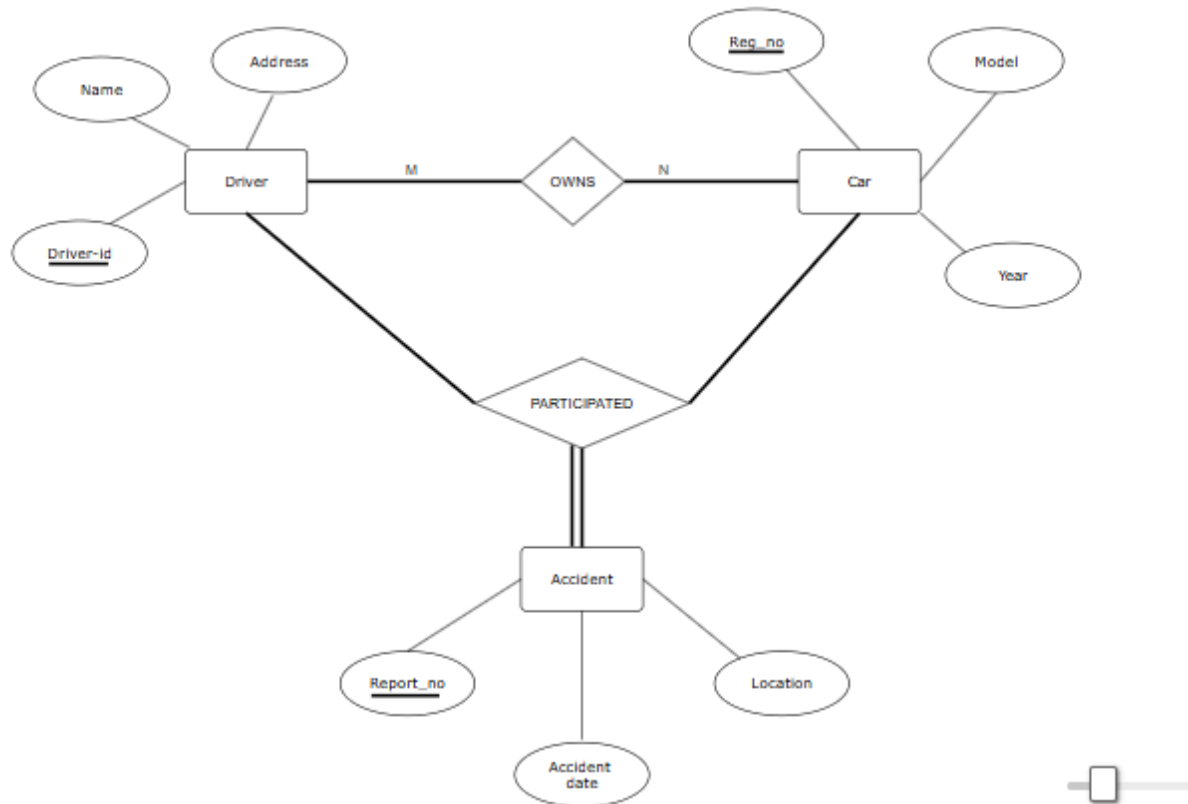 Reg_no
Address
Model
Name
M
N
Driver
OWNS
Car
Driver-id
Year
PARTICIPATED
Accident
Report_no
Location
Accident
date